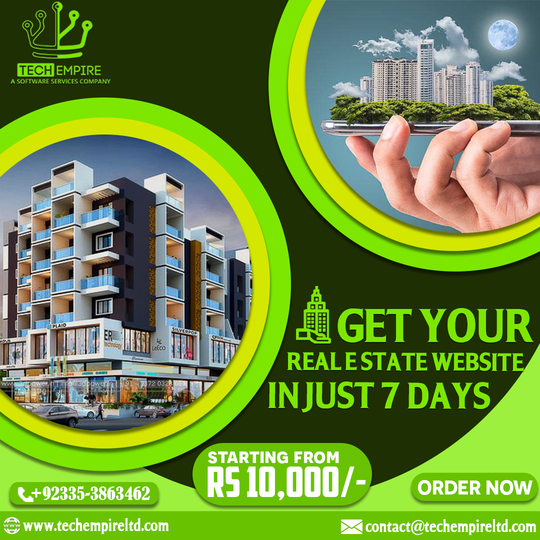 TECH EMPIRE
A SOFTWARE SERVICES COMPANY
PLAID
GET YOUR
REAL ESTATE WEBSITE
IN JUST 7 DAYS
STARTING FROM
RS 10,000/-
+92335-3863462
ORDER NOW
www.techempireltd.com
contact@techempireltd.com